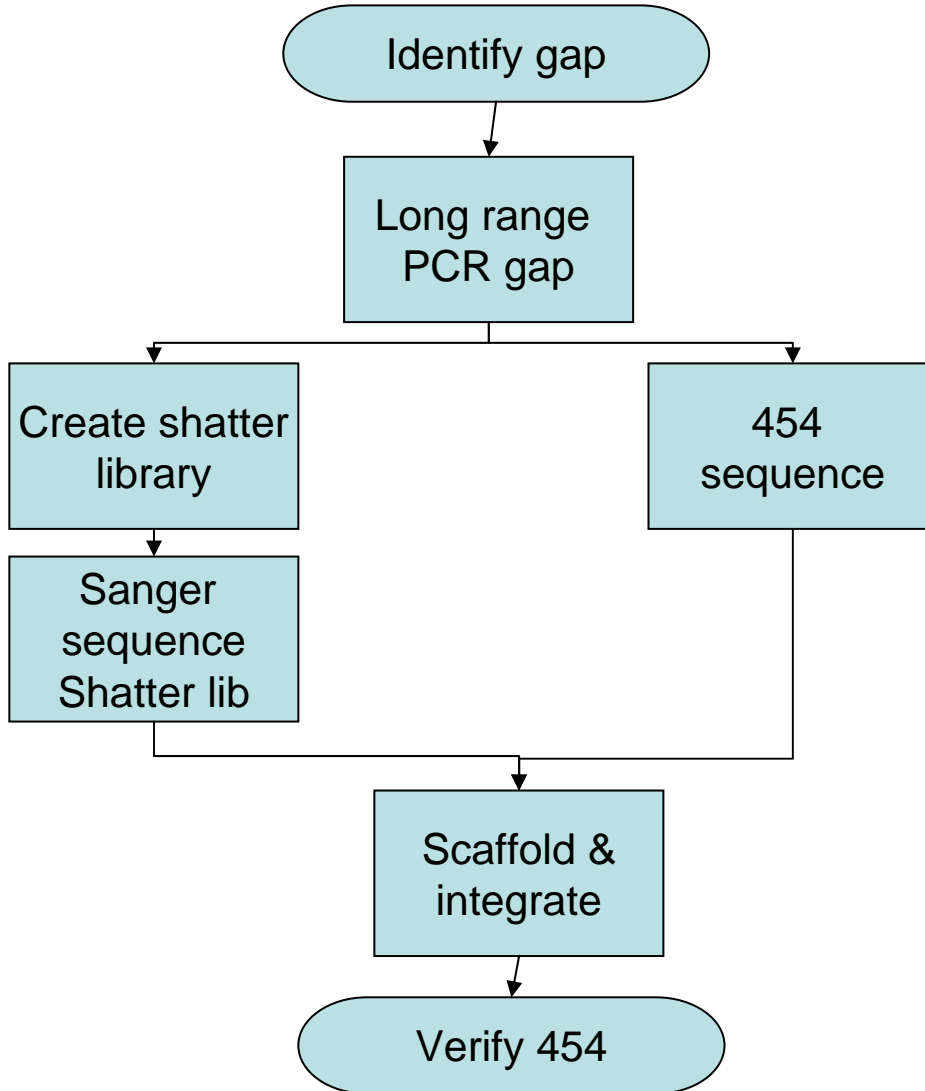 Identify gap
Long range
PCR gap
Create shatter
library
454
sequence
Sanger
sequence
Shatter lib
Scaffold &
integrate
Verify 454